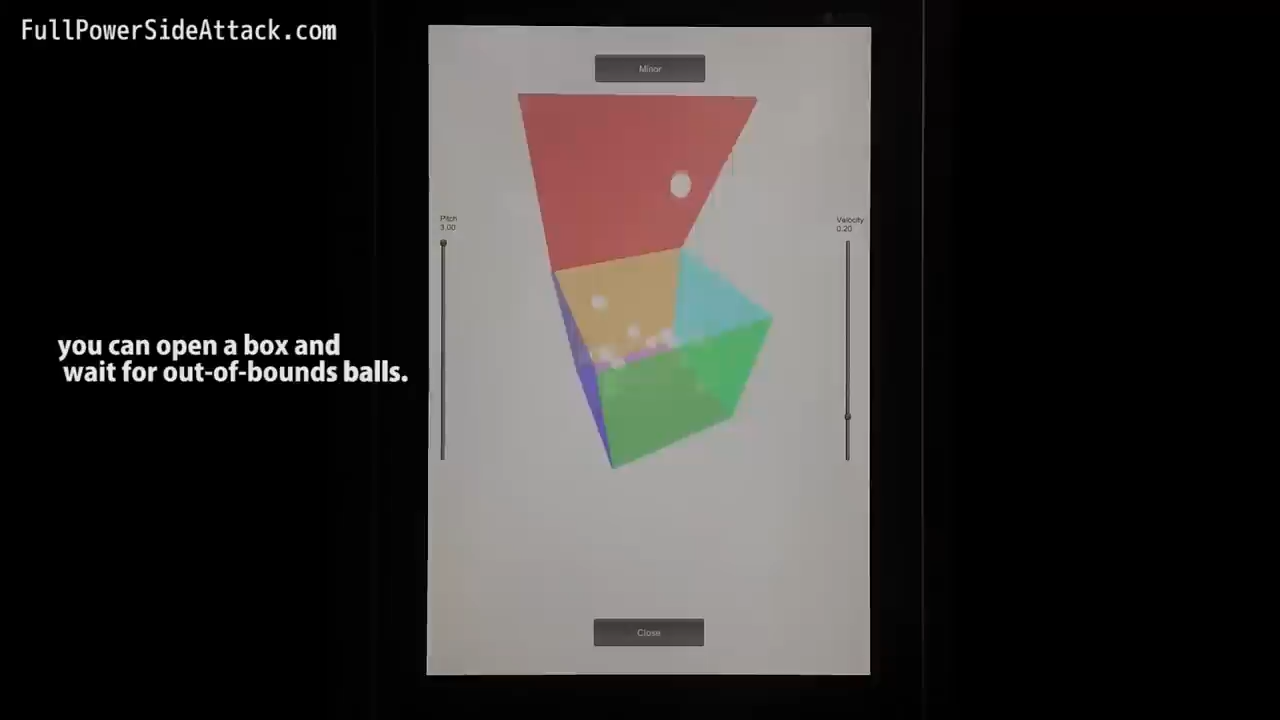 FullPowerSideAttack.com
Minor
Pitch
3.00
Velocity
0.20
you can open a box and
wait for out-of-bounds balls.
Close